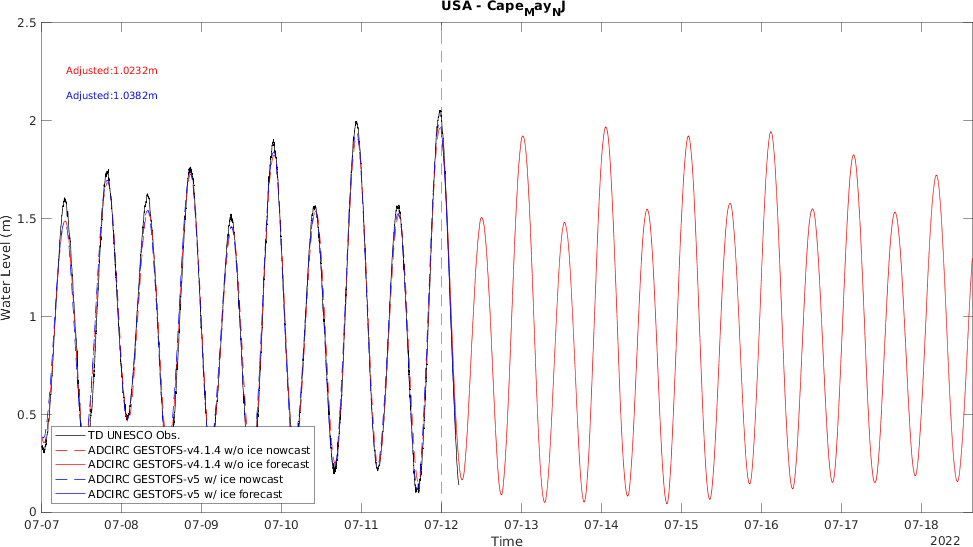 USA - CapeMayNJ
2.5
Adjusted:1.0232m
Adjusted:1.0382m
2
1.5
Water Level (m)
1
0.5
TD UNESCO Obs.
ADCIRC GESTOFS-v4.1.4 w/o ice nowcast
ADCIRC GESTOFS-v4.1.4 w/o ice forecast
ADCIRC GESTOFS-v5 w/ ice nowcast
ADCIRC GESTOFS-v5 w/ ice forecast
0
07-07 07-08 07-09 07-10 07-11 07-12 07-13 07-14 07-15 07-16 07-17 07-18
Time
2022